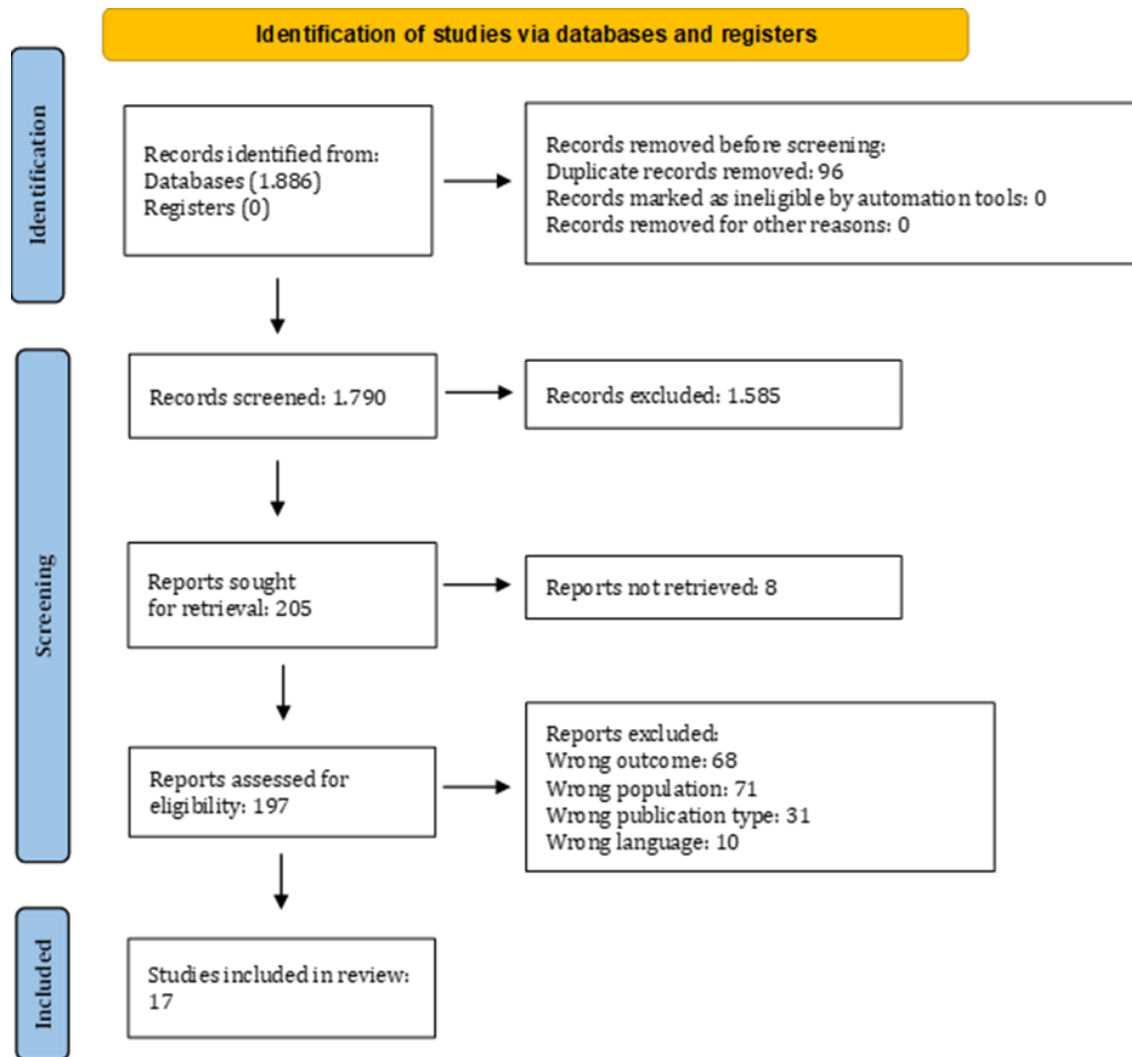 Identification of studies via databases and registers
Identification
Records identified from:
Databases (1.886)
Registers (0)
Records removed before screening:
Duplicate records removed: 96
Records marked as ineligible by automation tools: 0
Records removed for other reasons: 0
Screening
Records screened: 1.790
Records excluded: 1.585
Reports sought
for retrieval: 205
Reports not retrieved: 8
Reports assessed for
eligibility: 197
Reports excluded:
Wrong outcome: 68
Wrong population: 71
Wrong publication type: 31
Wrong language: 10
Included
Studies included in review:
17